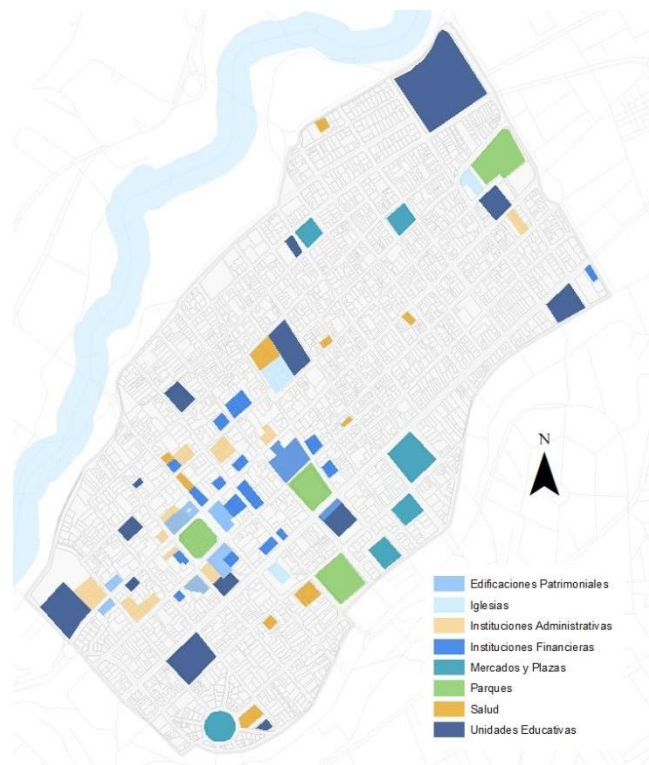 N
Edificaciones Patrimoniales
Iglesias
Instituciones Administrativas
Instituciones Financieras
Mercados y Plazas
Parques
Salud
Unidades Educativas